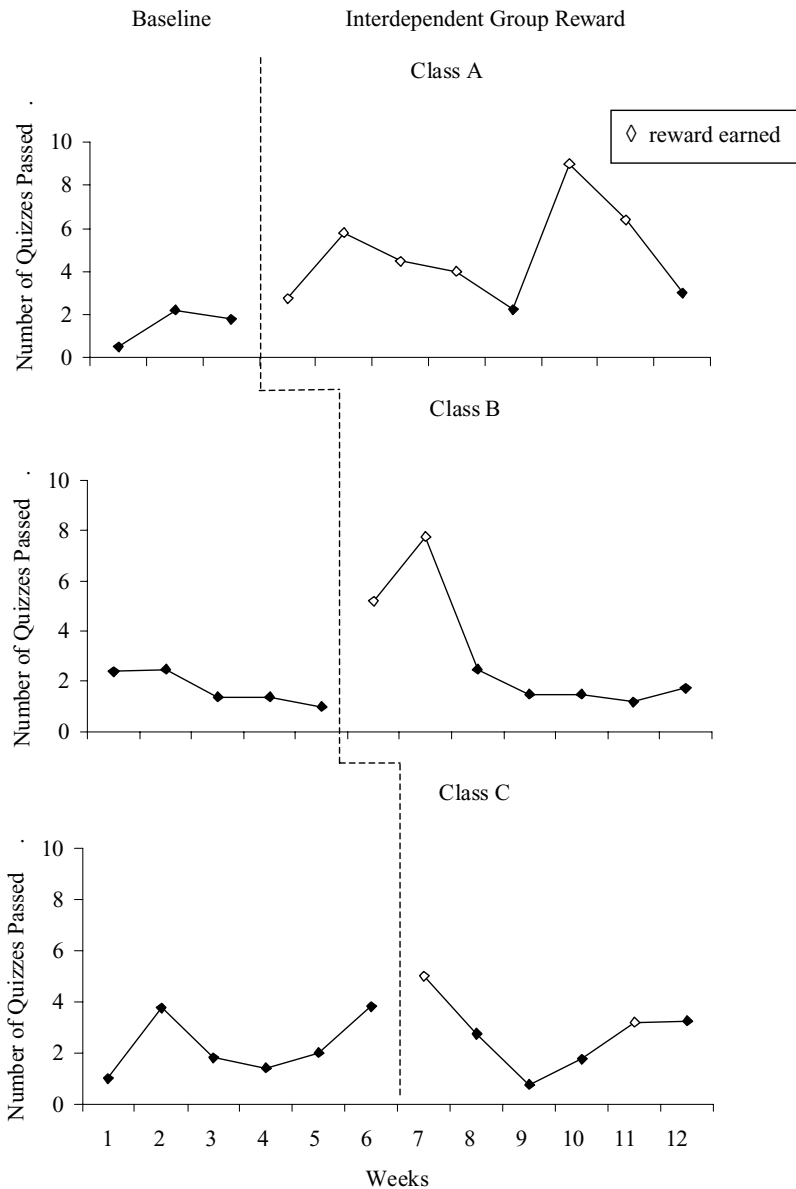 Baseline Interdependent Group Reward
Class A
Number of Quizzes Passed .
10
8
6
4
2
0
reward earned
Class B
Number of Quizzes Passed .
10
8
6
4
2
0
Class C
Number of Quizzes Passed .
10
8
6
4
2
0
1 2 3 4 5 6 7 8 9 10 11 12
Weeks